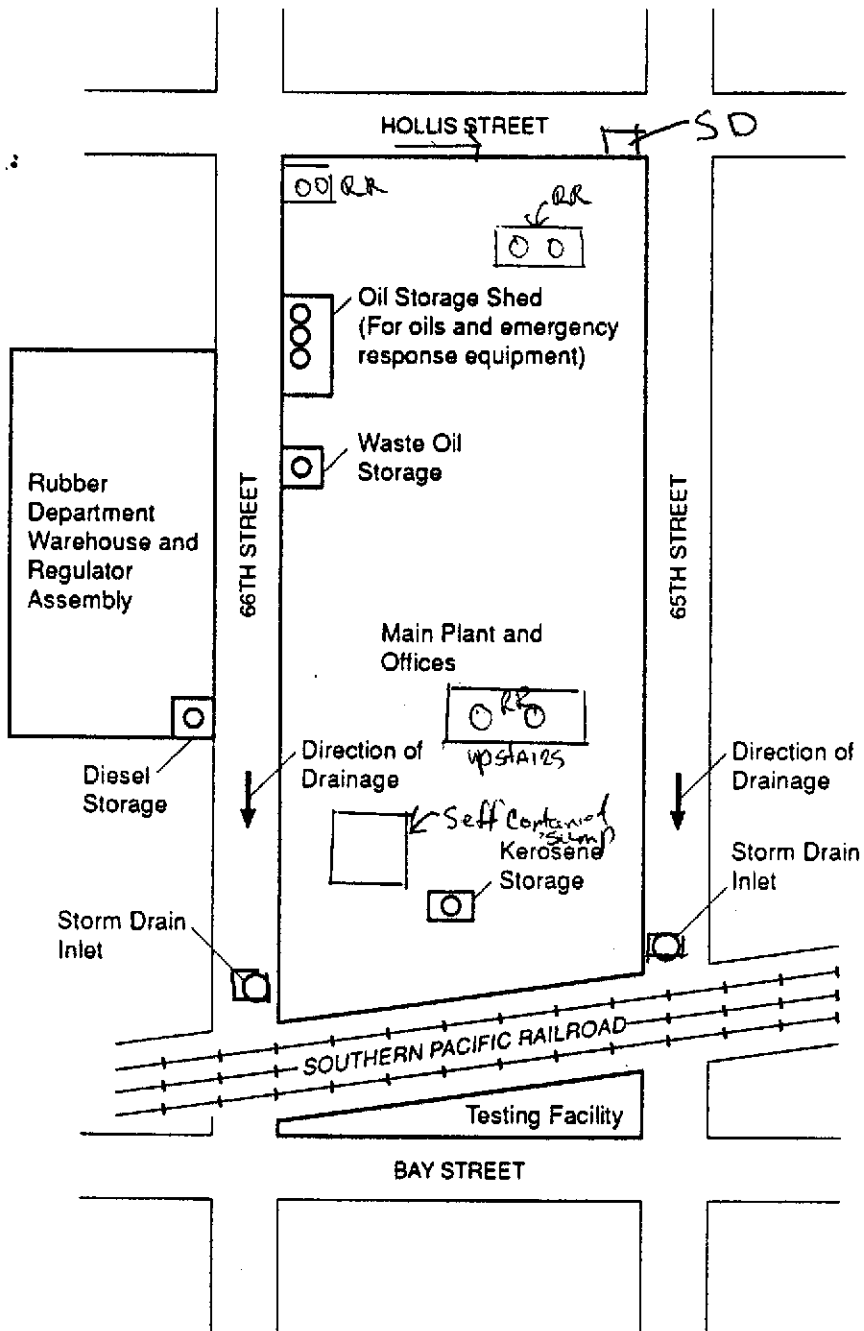 HOLLIS STREET
SD
RR
RR
Oil Storage Shed
(For oils and emergency
response equipment)
Waste Oil
Storage
Rubber
Department
Warehouse and
Regulator
Assembly
66TH STREET
65TH STREET
Main Plant and
Offices
RR
UPSTAIRS
Diesel
Storage
Direction of
Drainage
Direction of
Drainage
Self Contained
Sump
Kerosene
Storage
Storm Drain
Inlet
Storm Drain
Inlet
SOUTHERN PACIFIC RAILROAD
Testing Facility
BAY STREET